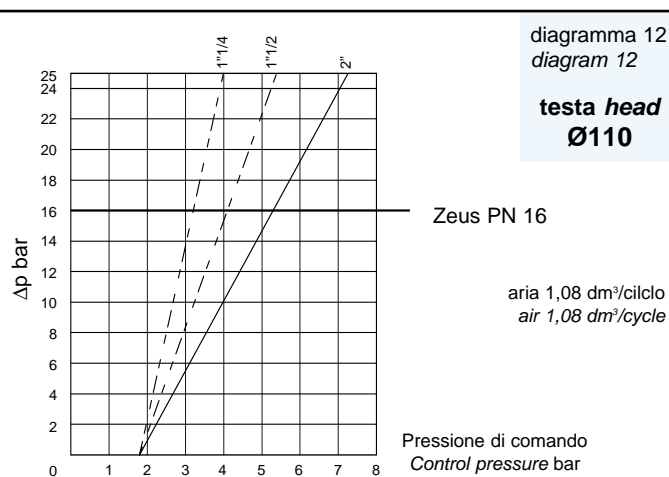 diagramma 12
diagram 12
testa head
Ø110
1"1/4
1"1/2
2"
25
24
22
20
18
16
14
12
10
8
6
4
2
0
1 2 3 4 5 6 7 8
Δp bar
Zeus PN 16
aria 1,08 dm³/cilclo
air 1,08 dm³/cycle
Pressione di comando
Control pressure bar